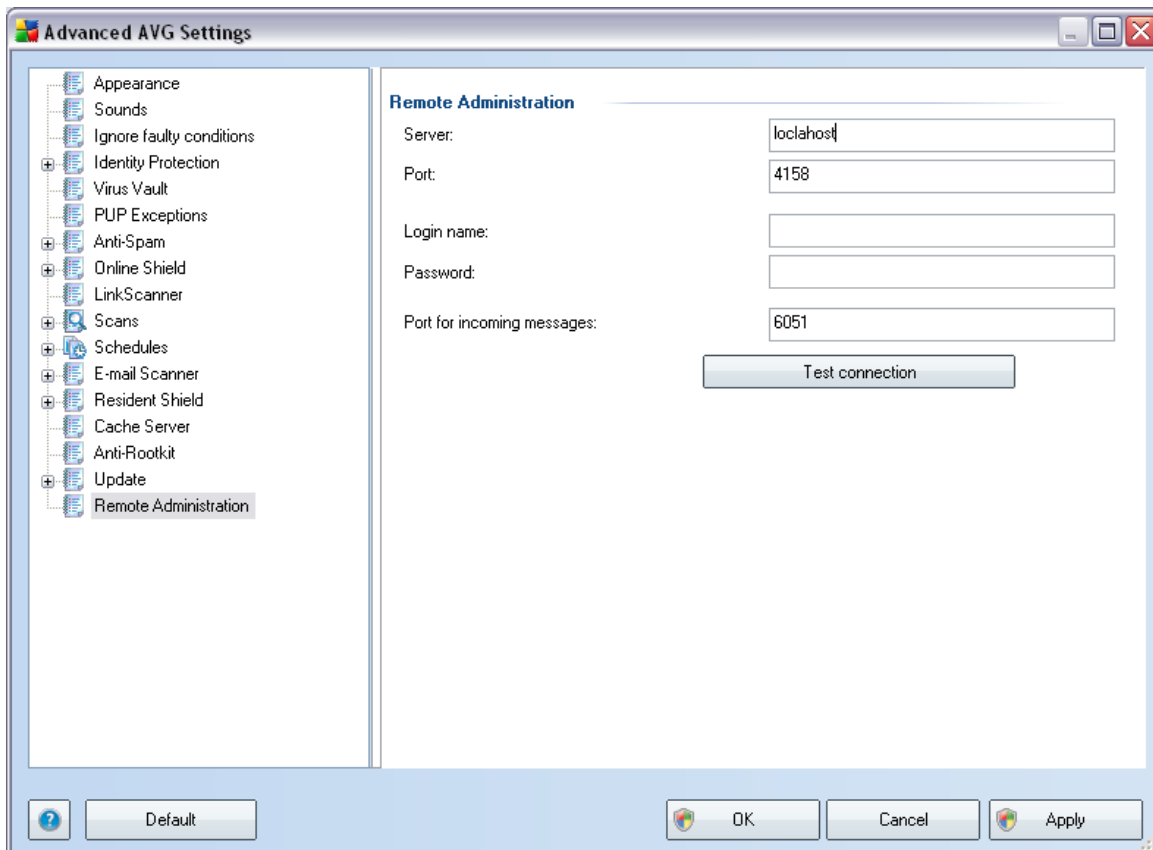 Advanced AVG Settings
Appearance
Sounds
Ignore faulty conditions
Identity Protection
Virus Vault
PUP Exceptions
Anti-Spam
Online Shield
LinkScanner
Scans
Schedules
E-mail Scanner
Resident Shield
Cache Server
Anti-Rootkit
Update
Remote Administration
Remote Administration
Server: loclahost
Port: 4158
Login name:
Password:
Port for incoming messages: 6051
Test connection
Default OK Cancel Apply